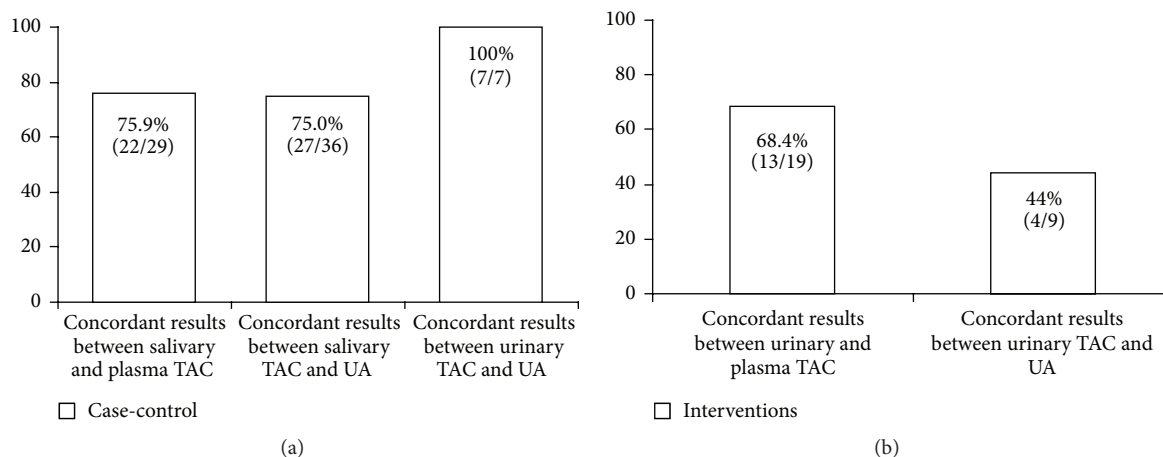 100
80
60
40
20
0
75.9%
(22/29)
75.0%
(27/36)
100%
(7/7)
Concordant results
between salivary
and plasma TAC
Concordant results
between salivary
TAC and UA
Concordant results
between urinary
TAC and UA
Case-control
(a)
100
80
60
40
20
0
68.4%
(13/19)
44%
(4/9)
Concordant results
between urinary and
plasma TAC
Concordant results
between urinary TAC and
UA
Interventions
(b)